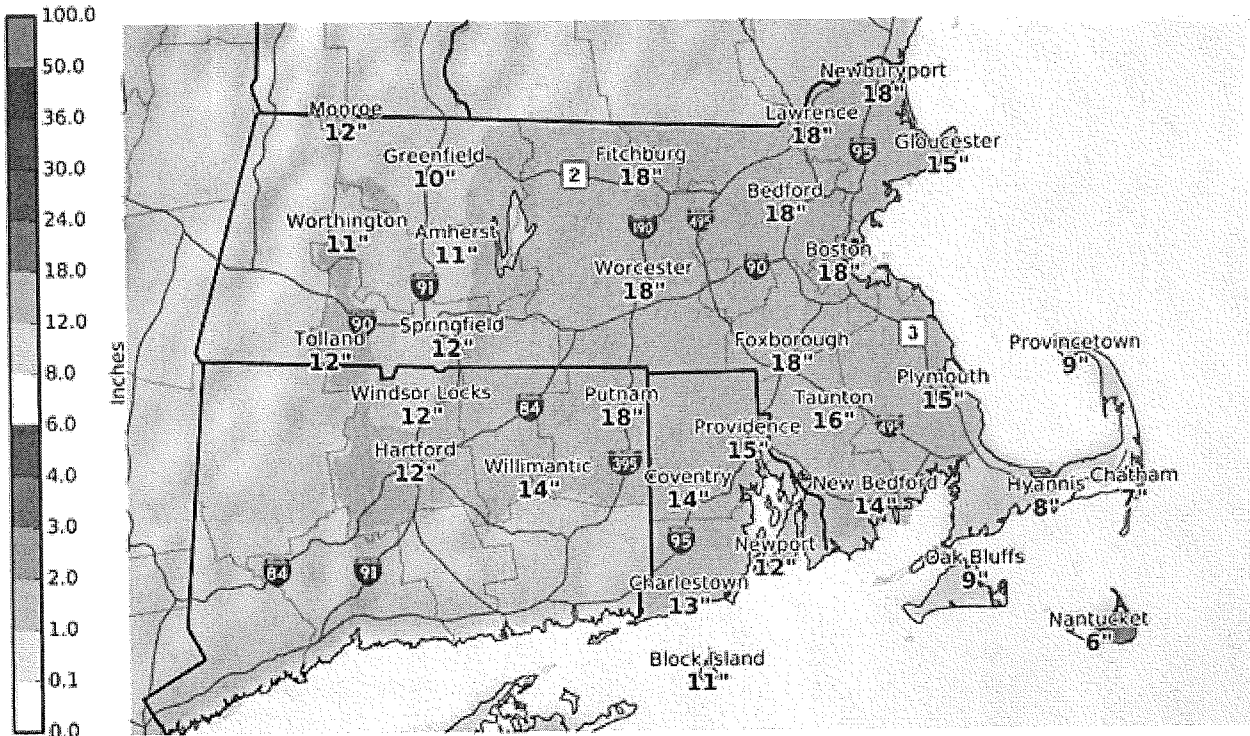 100.0
50.0
36.0
30.0
24.0
18.0
12.0
8.0
6.0
4.0
3.0
2.0
1.0
0.1
0.0
Inches
Newburyport
18"
Monroe
12"
Lawrence
18"
95
Gloucester
15"
Greenfield
10"
2
Fitchburg
18"
Bedford
18"
Worthington
11"
Amherst
11"
190
495
Boston
18"
Worcester
18"
90
91
90
Tolland
12"
Springfield
12"
Foxborough
18"
3
Provincetown
9"
Plymouth
15"
Windsor Locks
12"
84
Putnam
18"
Taunton
16"
495
Providence
15"
Hartford
12"
Willimantic
14"
395
Coventry
14"
New Bedford
14"
Hyannis
8"
Chatham
7"
95
Newport
12"
Oak Bluffs
9"
84
91
Charlestown
13"
Nantucket
6"
Block Island
11"